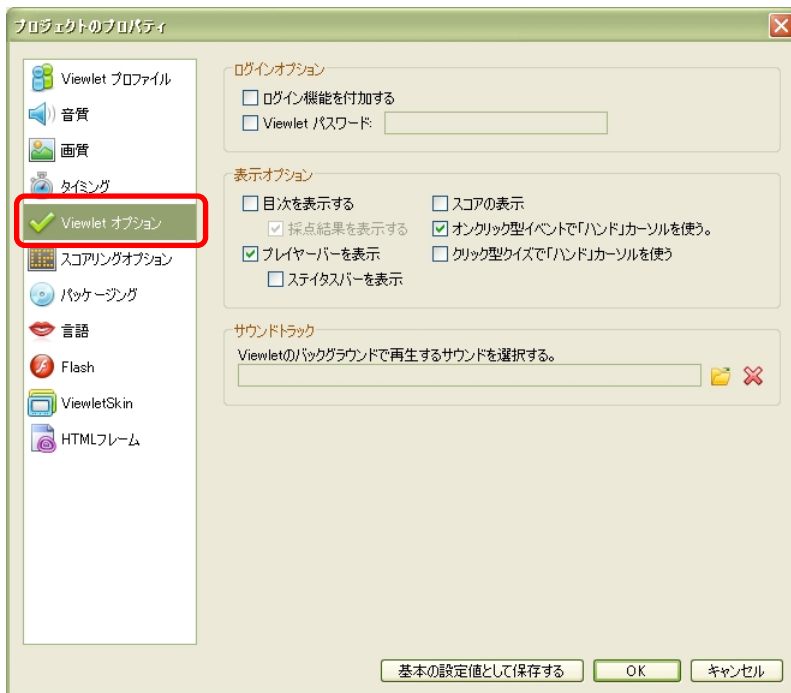 プロジェクトのプロパティ
Viewlet プロファイル
音質
画質
タイミング
Viewlet オプション
スコアリングオプション
パッケージング
言語
Flash
ViewletSkin
HTMLフレーム
ログインオプション
ログイン機能を付加する
Viewlet パスワード:
表示オプション
目次を表示する
スコアの表示
採点結果を表示する
オンクリック型イベントで「ハンド」カーソルを使う。
プレイヤーバーを表示
クリック型クイズで「ハンド」カーソルを使う
ステイタスバーを表示
サウンドトラック
Viewletのバックグラウンドで再生するサウンドを選択する。
基本の設定値として保存する
OK
キャンセル